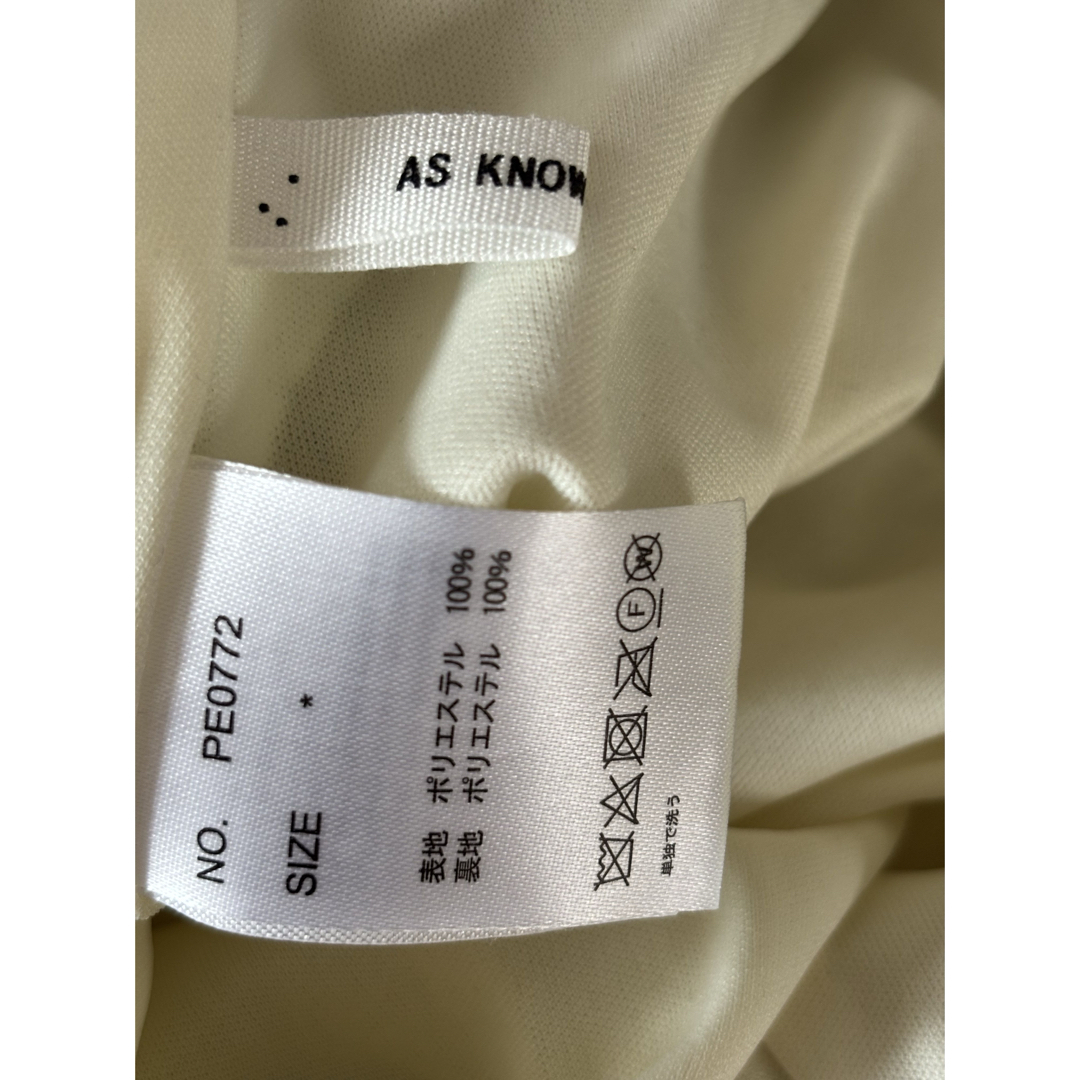 AS KNOW
NO. PE0772
SIZE *
表地 ポリエステル 100%
裏地 ポリエステル 100%
F W
単独で洗う